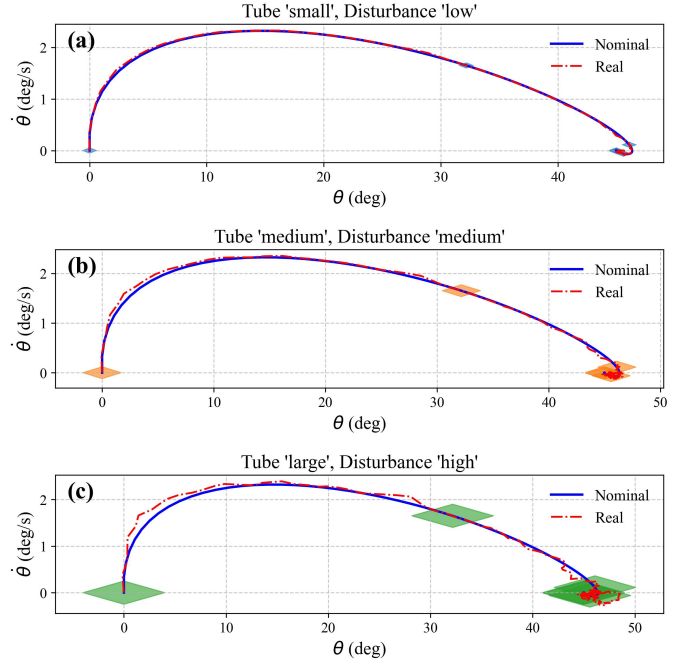 Tube 'small', Disturbance 'low'
(a)
Nominal
Real
2
1
0
θ̇ (deg/s)
0 10 20 30 40
θ (deg)
Tube 'medium', Disturbance 'medium'
(b)
Nominal
Real
2
1
0
θ̇ (deg/s)
0 10 20 30 40 50
θ (deg)
Tube 'large', Disturbance 'high'
(c)
Nominal
Real
2
1
0
θ̇ (deg/s)
0 10 20 30 40 50
θ (deg)